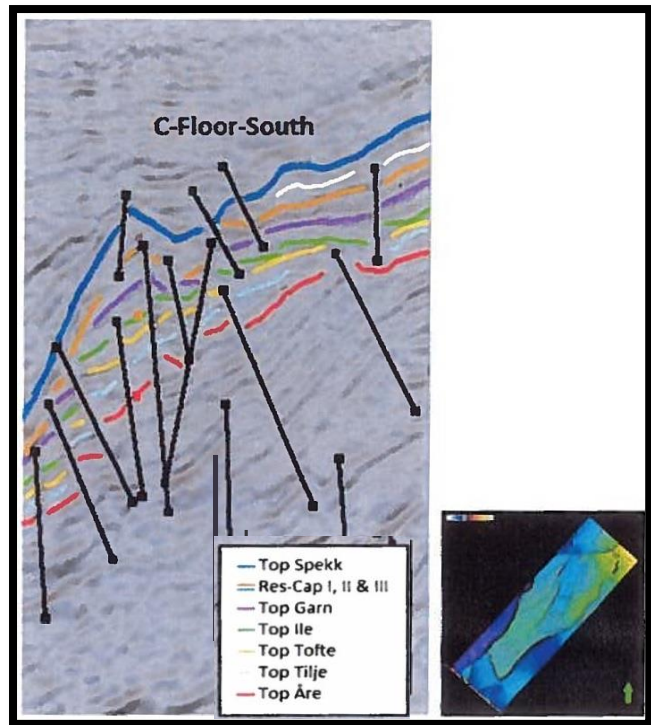 C-Floor-South
Top Spekk
Res-Cap I, II & III
Top Garn
Top Ile
Top Tofte
Top Tilje
Top Åre